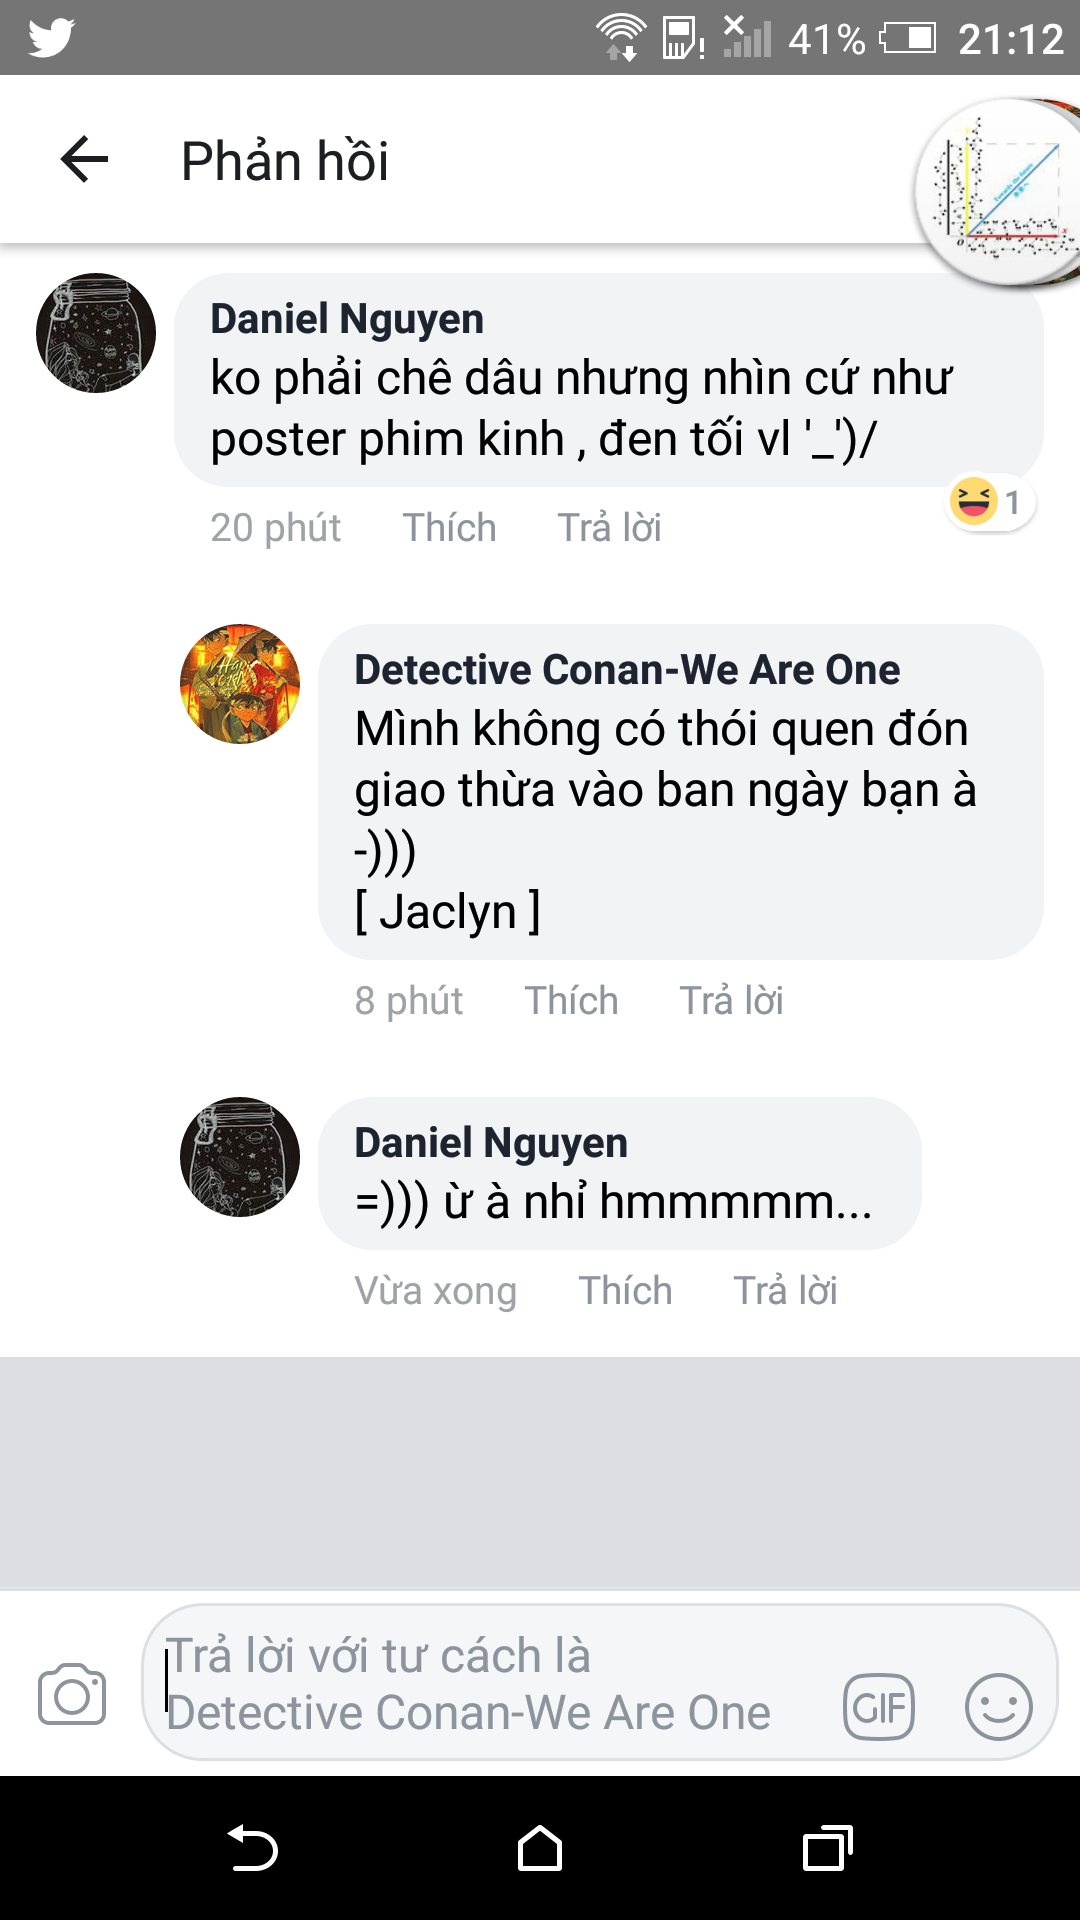 41% 21:12
Phản hồi
Daniel Nguyen
ko phải chê dâu nhưng nhìn cứ như
poster phim kinh , đen tối vl '_')/
1
20 phút Thích Trả lời
Detective Conan-We Are One
Mình không có thói quen đón
giao thừa vào ban ngày bạn à
-)))
[ Jaclyn ]
8 phút Thích Trả lời
Daniel Nguyen
=))) ừ à nhỉ hmmmmm...
Vừa xong Thích Trả lời
Trả lời với tư cách là
Detective Conan-We Are One
GIF